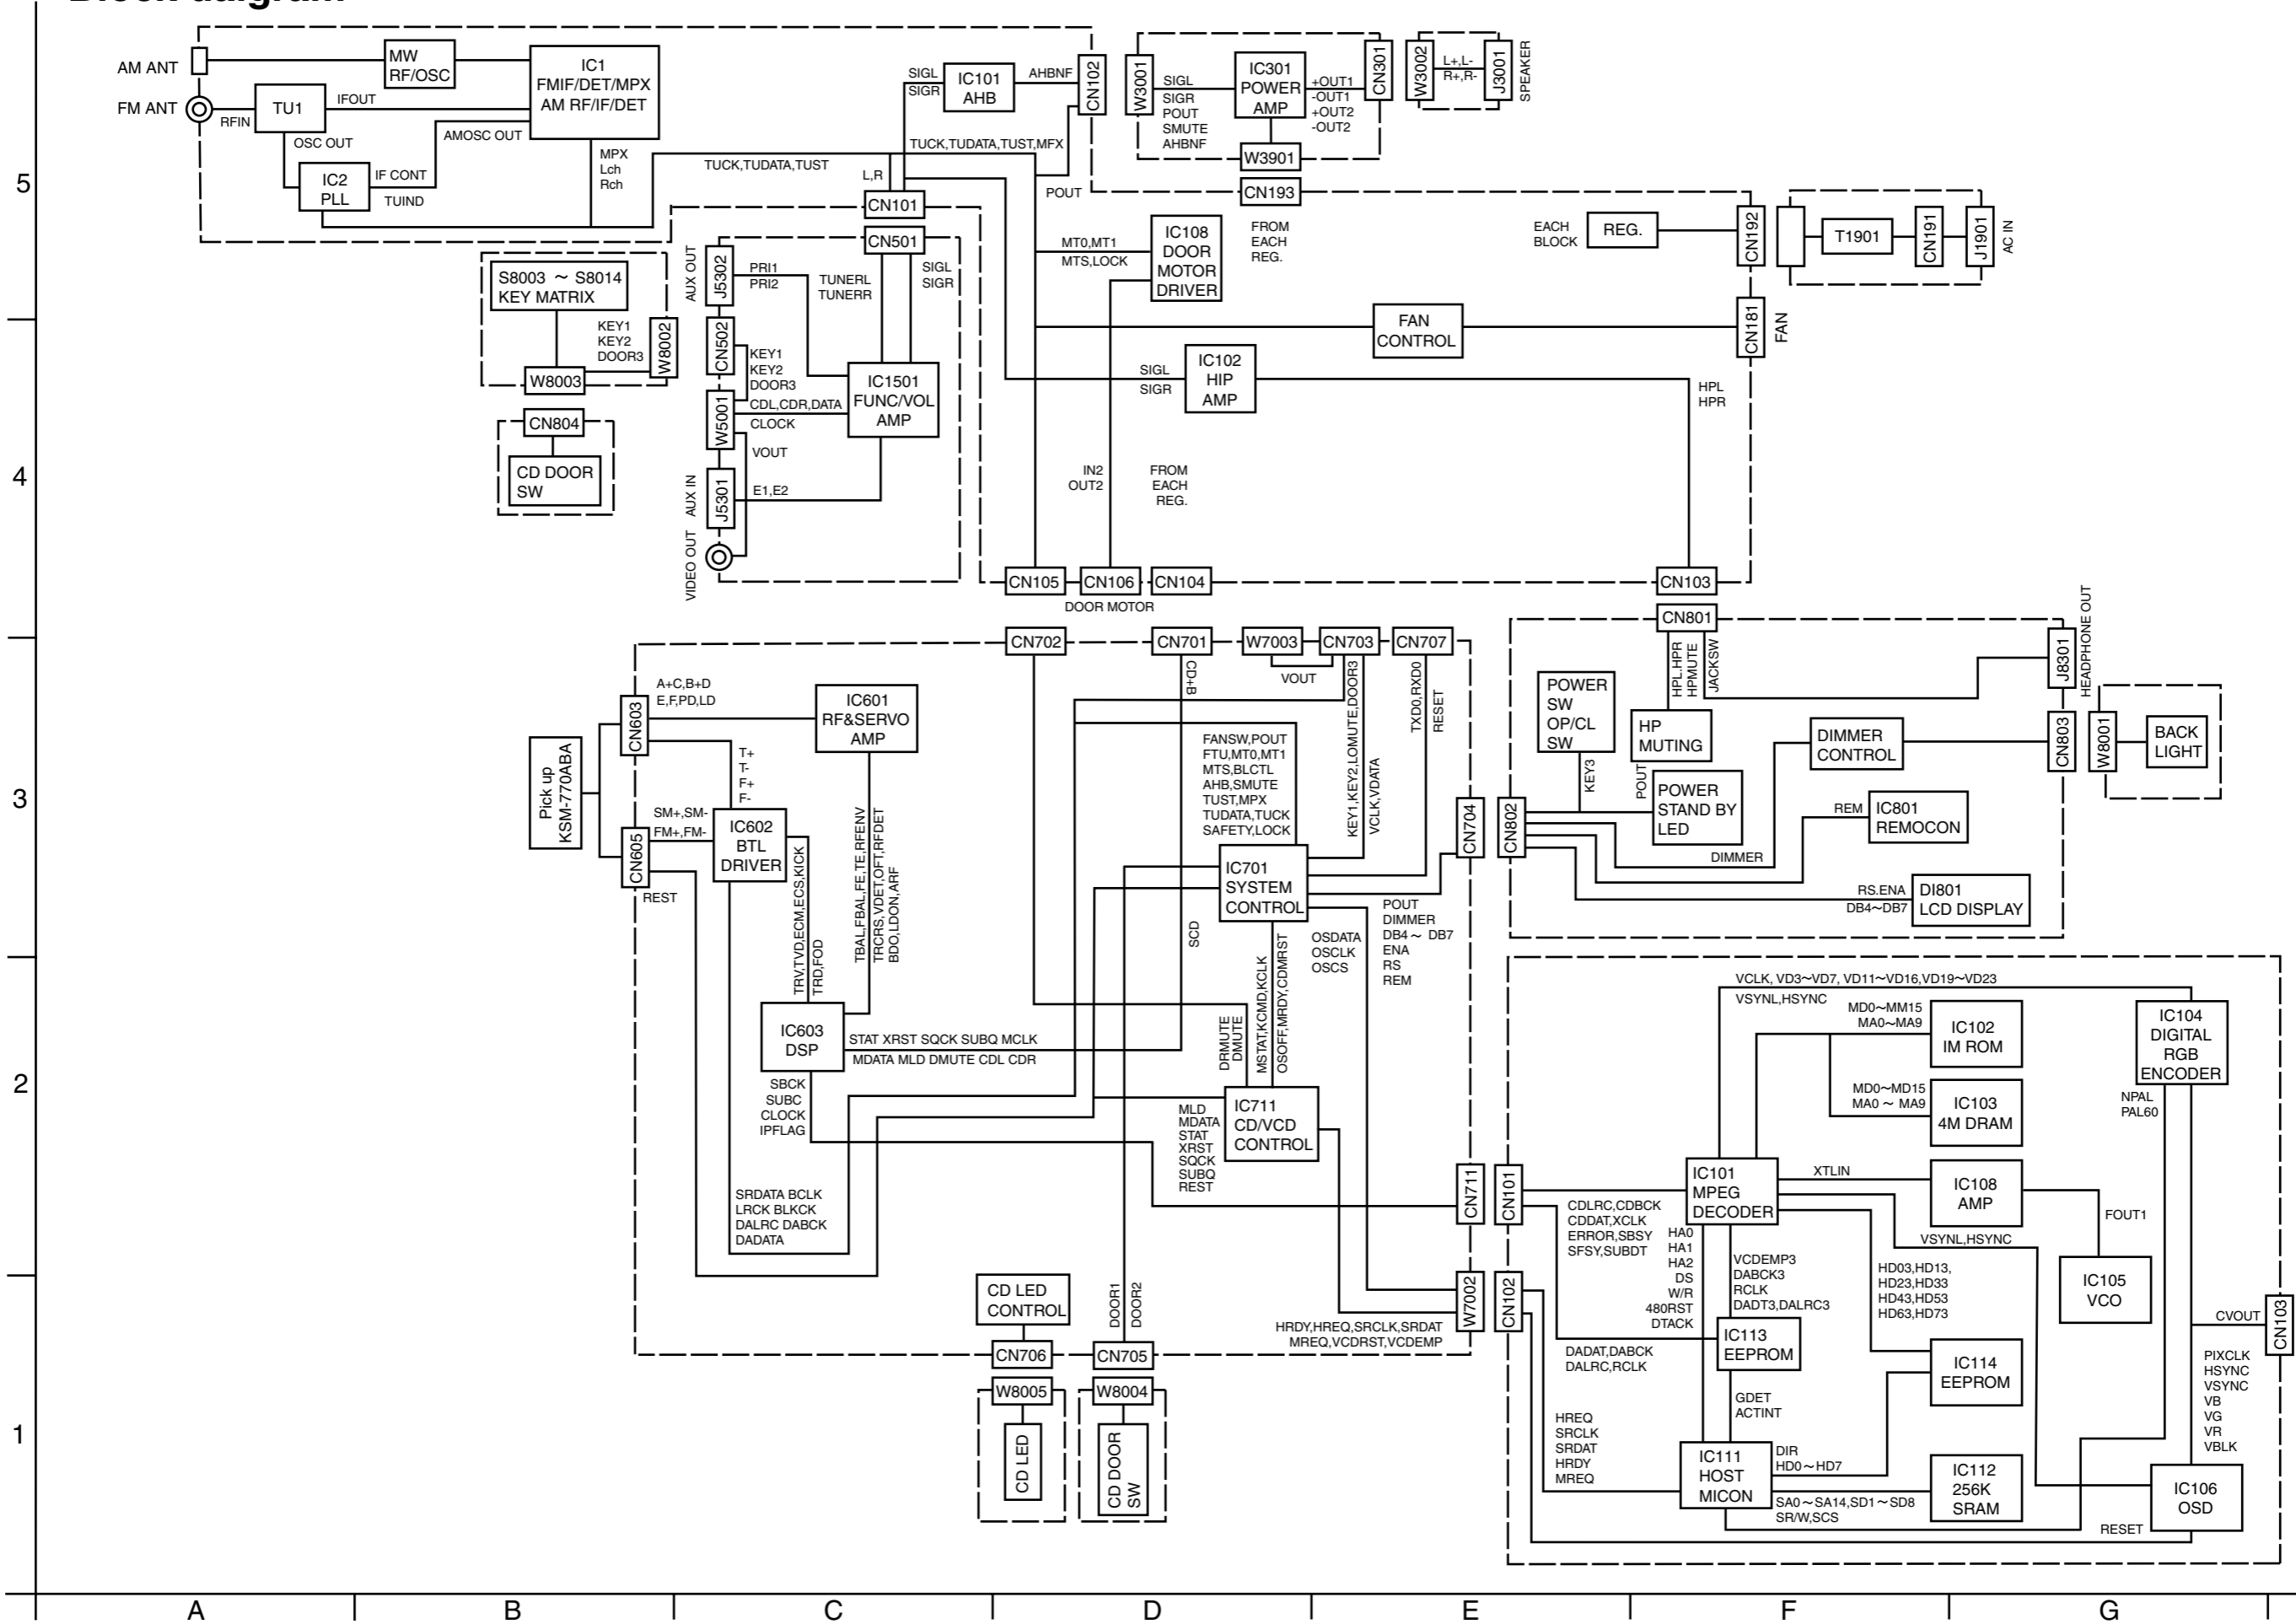 Block daigram
AM ANT
FM ANT
RFIN
TU1
IFOUT
OSC OUT
IC2
PLL
IF CONT
TUIND
MW
RF/OSC
AMOSC OUT
IC1
FMIF/DET/MPX
AM RF/IF/DET
MPX
Lch
Rch
TUCK,TUDATA,TUST
L,R
SIGL
SIGR
IC101
AHB
AHBNF
TUCK,TUDATA,TUST,MFX
CN102
POUT
CN101
W3001
SIGL
SIGR
POUT
SMUTE
AHBNF
IC301
POWER
AMP
+OUT1
-OUT1
+OUT2
-OUT2
CN301
W3901
CN193
W3002
L+,L-
R+,R-
J3001
SPEAKER
5
S8003 ～ S8014
KEY MATRIX
KEY1
KEY2
DOOR3
W8002
W8003
CN804
CD DOOR
SW
CN501
AUX OUT
J5302
PRI1
PRI2
TUNERL
TUNERR
SIGL
SIGR
CN502
KEY1
KEY2
DOOR3
W5001
CDL,CDR,DATA
CLOCK
VOUT
IC1501
FUNC/VOL
AMP
AUX IN
J5301
E1,E2
VIDEO OUT
MT0,MT1
MTS,LOCK
IC108
DOOR
MOTOR
DRIVER
FROM
EACH
REG.
EACH
BLOCK
REG.
CN192
T1901
CN191
J1901
AC IN
FAN
CONTROL
CN181
FAN
SIGL
SIGR
IC102
HIP
AMP
HPL
HPR
IN2
OUT2
FROM
EACH
REG.
4
CN105
CN106
CN104
CN103
DOOR MOTOR
CN702
CN701
W7003
CN703
CN707
CD+B
VOUT
KEY1,KEY2,LOMUTE,DOOR3
VCLK,VDATA
TXD0,RXD0
RESET
Pick up
KSM-770ABA
CN603
A+C,B+D
E,F,PD,LD
IC601
RF&SERVO
AMP
T+
T-
F+
F-
SM+,SM-
FM+,FM-
CN605
REST
IC602
BTL
DRIVER
TRV,TVD,ECM,ECS,KICK
TRD,FOD
TBAL,FBAL,FE,TE,RFENV
TRCRS,VDET,OFT,RFDET
BDO,LDON,ARF
FANSW,POUT
FTU,MT0,MT1
MTS,BLCTL
AHB,SMUTE
TUST,MPX
TUDATA,TUCK
SAFETY,LOCK
IC701
SYSTEM
CONTROL
CN704
SCD
OSDATA
OSCLK
OSCS
POUT
DIMMER
DB4～ DB7
ENA
RS
REM
3
CN801
HPL,HPR
HPMUTE
JACKSW
J8301
HEADPHONE OUT
POWER
SW
OP/CL
SW
KEY3
HP
MUTING
POUT
POWER
STAND BY
LED
DIMMER
CONTROL
CN803
W8001
BACK
LIGHT
CN802
REM
IC801
REMOCON
DIMMER
RS.ENA
DB4～DB7
DI801
LCD DISPLAY
IC603
DSP
STAT XRST SQCK SUBQ MCLK
MDATA MLD DMUTE CDL CDR
SBCK
SUBC
CLOCK
IPFLAG
DRMUTE
DMUTE
MSTAT,KCMD,KCLK
OSOFF,MRDY,CDMRST
IC711
CD/VCD
CONTROL
MLD
MDATA
STAT
XRST
SQCK
SUBQ
REST
SRDATA BCLK
LRCK BLKCK
DALRC DABCK
DADATA
2
CN711
W7002
HRDY,HREQ,SRCLK,SRDAT
MREQ,VCDRST,VCDEMP
CD LED
CONTROL
CN706
DOOR1
DOOR2
CN705
W8005
CD LED
W8004
CD DOOR
SW
VCLK, VD3～VD7, VD11～VD16,VD19～VD23
VSYNL,HSYNC
MD0～MM15
MA0～MA9
IC102
IM ROM
MD0～MD15
MA0 ～ MA9
IC103
4M DRAM
IC104
DIGITAL
RGB
ENCODER
NPAL
PAL60
CN101
CDLRC,CDBCK
CDDAT,XCLK
ERROR,SBSY
SFSY,SUBDT
IC101
MPEG
DECODER
XTLIN
IC108
AMP
FOUT1
VSYNL,HSYNC
IC105
VCO
HA0
HA1
HA2
DS
W/R
480RST
DTACK
VCDEMP3
DABCK3
RCLK
DADT3,DALRC3
HD03,HD13,
HD23,HD33
HD43,HD53
HD63,HD73
CN102
DADAT,DABCK
DALRC,RCLK
IC113
EEPROM
GDET
ACTINT
IC114
EEPROM
CVOUT
CN103
PIXCLK
HSYNC
VSYNC
VB
VG
VR
VBLK
HREQ
SRCLK
SRDAT
HRDY
MREQ
IC111
HOST
MICON
DIR
HD0～HD7
SA0～SA14,SD1～SD8
SR/W,SCS
IC112
256K
SRAM
IC106
OSD
RESET
1
A B C D E F G